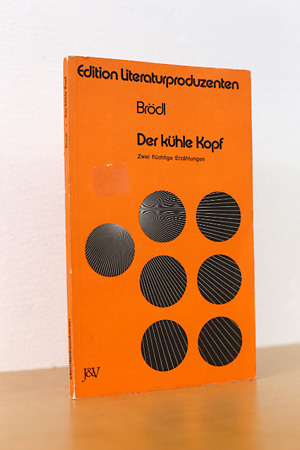 Edition Literaturproduzenten
Brödl
Der kühle Kopf
Zwei flüchtige Erzählungen
J&V